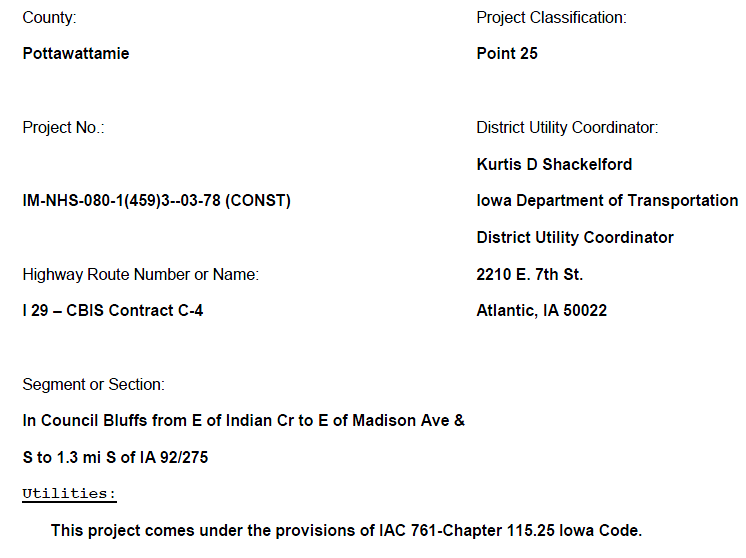 County:
Project Classification:
Pottawattamie
Point 25
Project No.:
District Utility Coordinator:
Kurtis D Shackelford
IM-NHS-080-1(459)3--03-78 (CONST)
Iowa Department of Transportation
District Utility Coordinator
Highway Route Number or Name:
2210 E. 7th St.
I 29 – CBIS Contract C-4
Atlantic, IA 50022
Segment or Section:
In Council Bluffs from E of Indian Cr to E of Madison Ave &
S to 1.3 mi S of IA 92/275
Utilities:
This project comes under the provisions of IAC 761-Chapter 115.25 Iowa Code.